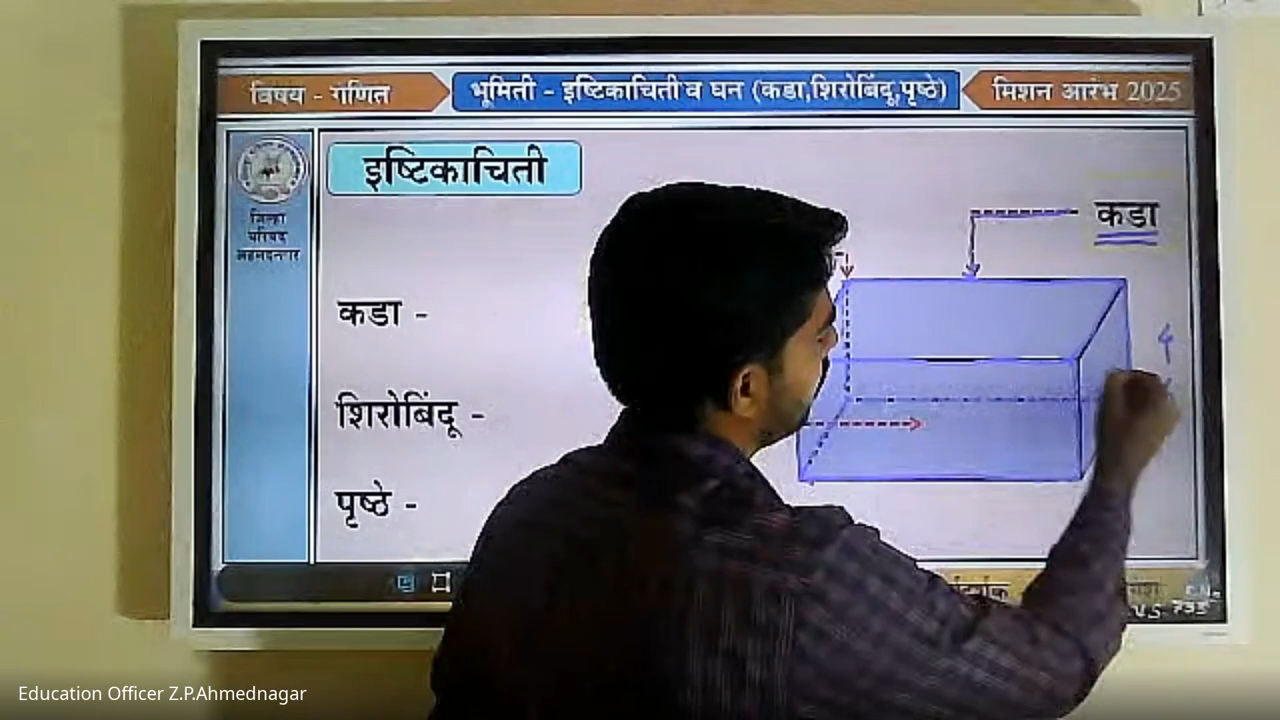 विषय - गणित
भूमिती - इष्टिकाचिती व घन (कडा,शिरोबिंदू,पृष्ठे)
मिशन आरंभ 2025
जिल्हा
परिषद
अहमदनगर
इष्टिकाचिती
कडा
कडा -
शिरोबिंदू -
पृष्ठे -
Education Officer Z.P.Ahmednagar